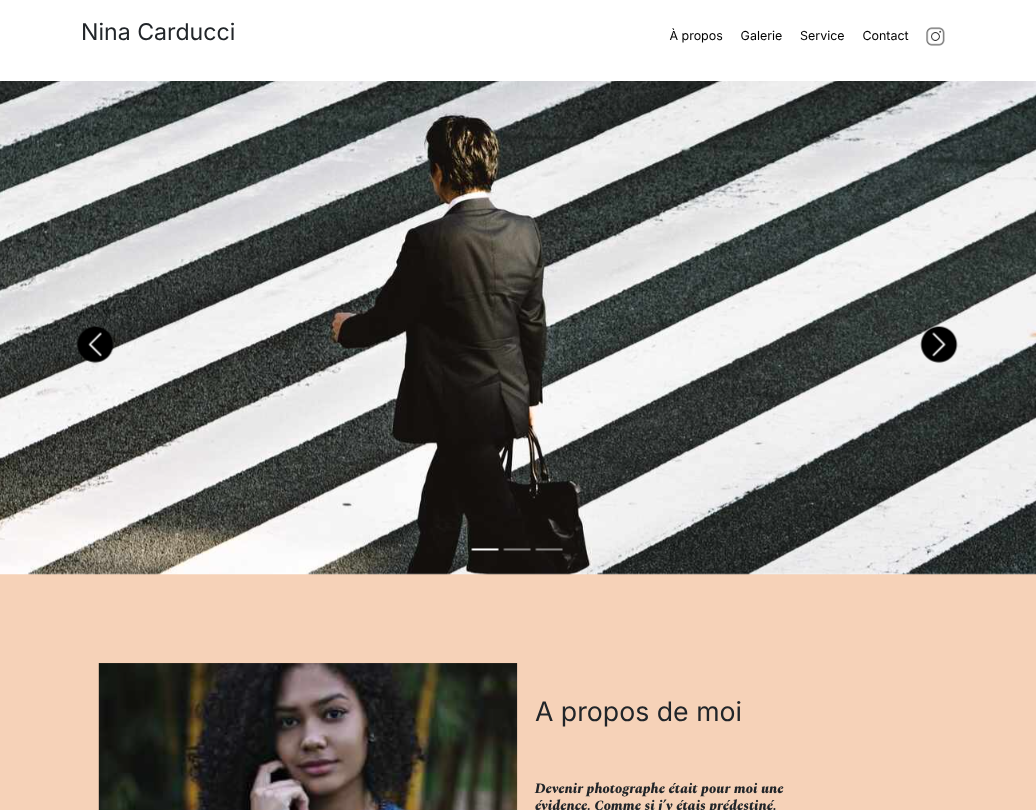 Nina Carducci
À propos Galerie Service Contact
A propos de moi
Devenir photographe était pour moi une
évidence. Comme si j'y étais prédestiné.